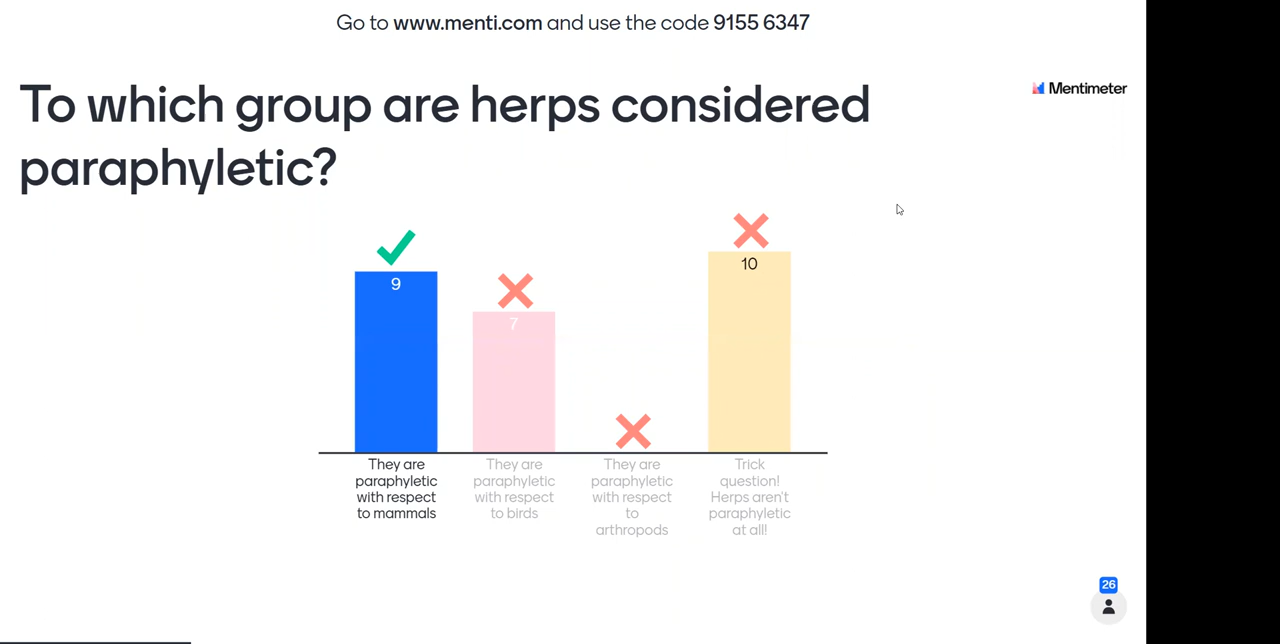 Go to www.menti.com and use the code 9155 6347
To which group are herps considered
paraphyletic?
Mentimeter
9
7
10
They are
paraphyletic
with respect
to mammals
They are
paraphyletic
with respect
to birds
They are
paraphyletic
with respect
to
arthropods
Trick
question!
Herps aren't
paraphyletic
at all!
26